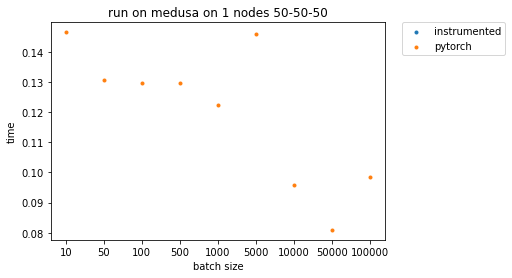 run on medusa on 1 nodes 50-50-50
instrumented
pytorch
0.14
0.13
0.12
0.11
0.10
0.09
0.08
time
10 50 100 500 1000 5000 10000 50000 100000
batch size